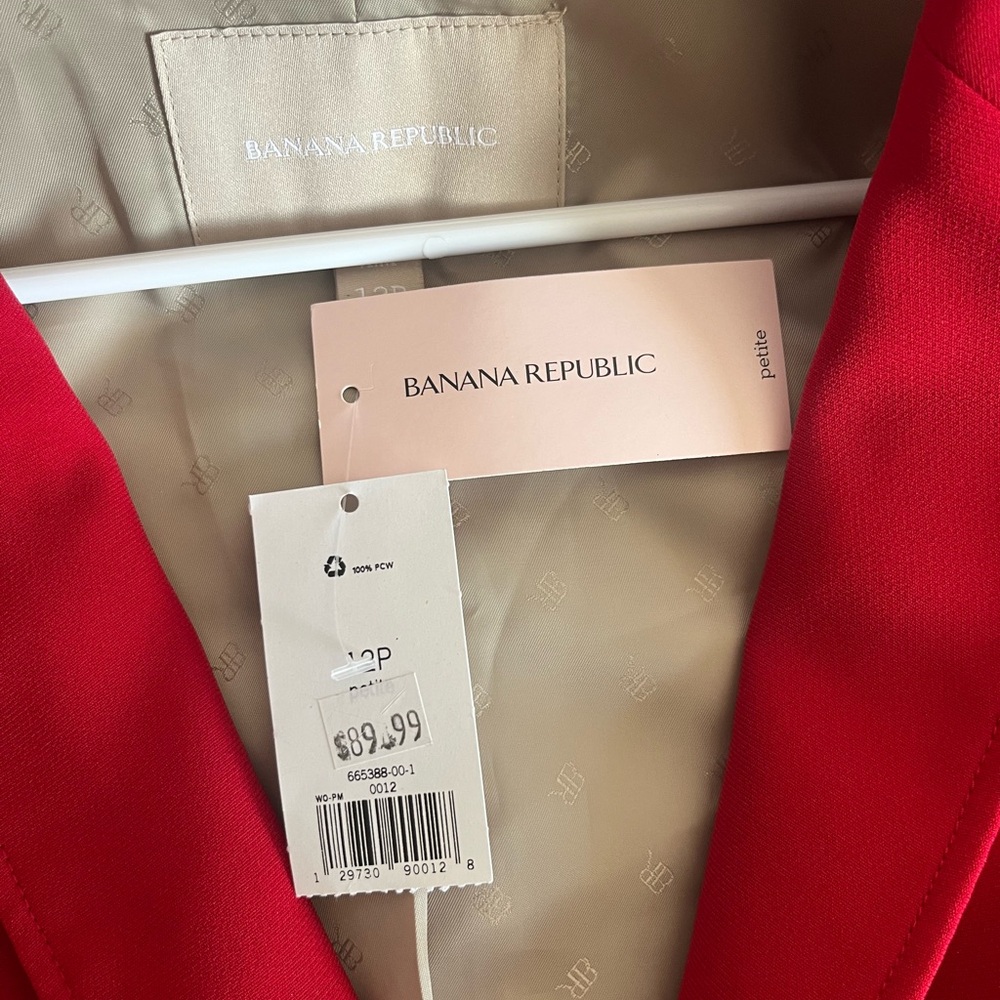 BANANA REPUBLIC
12P
BANANA REPUBLIC
petite
100% PCW
12P
petite
$89.99
665388-00-1
0012
WO-PM
1 29730 90012 8